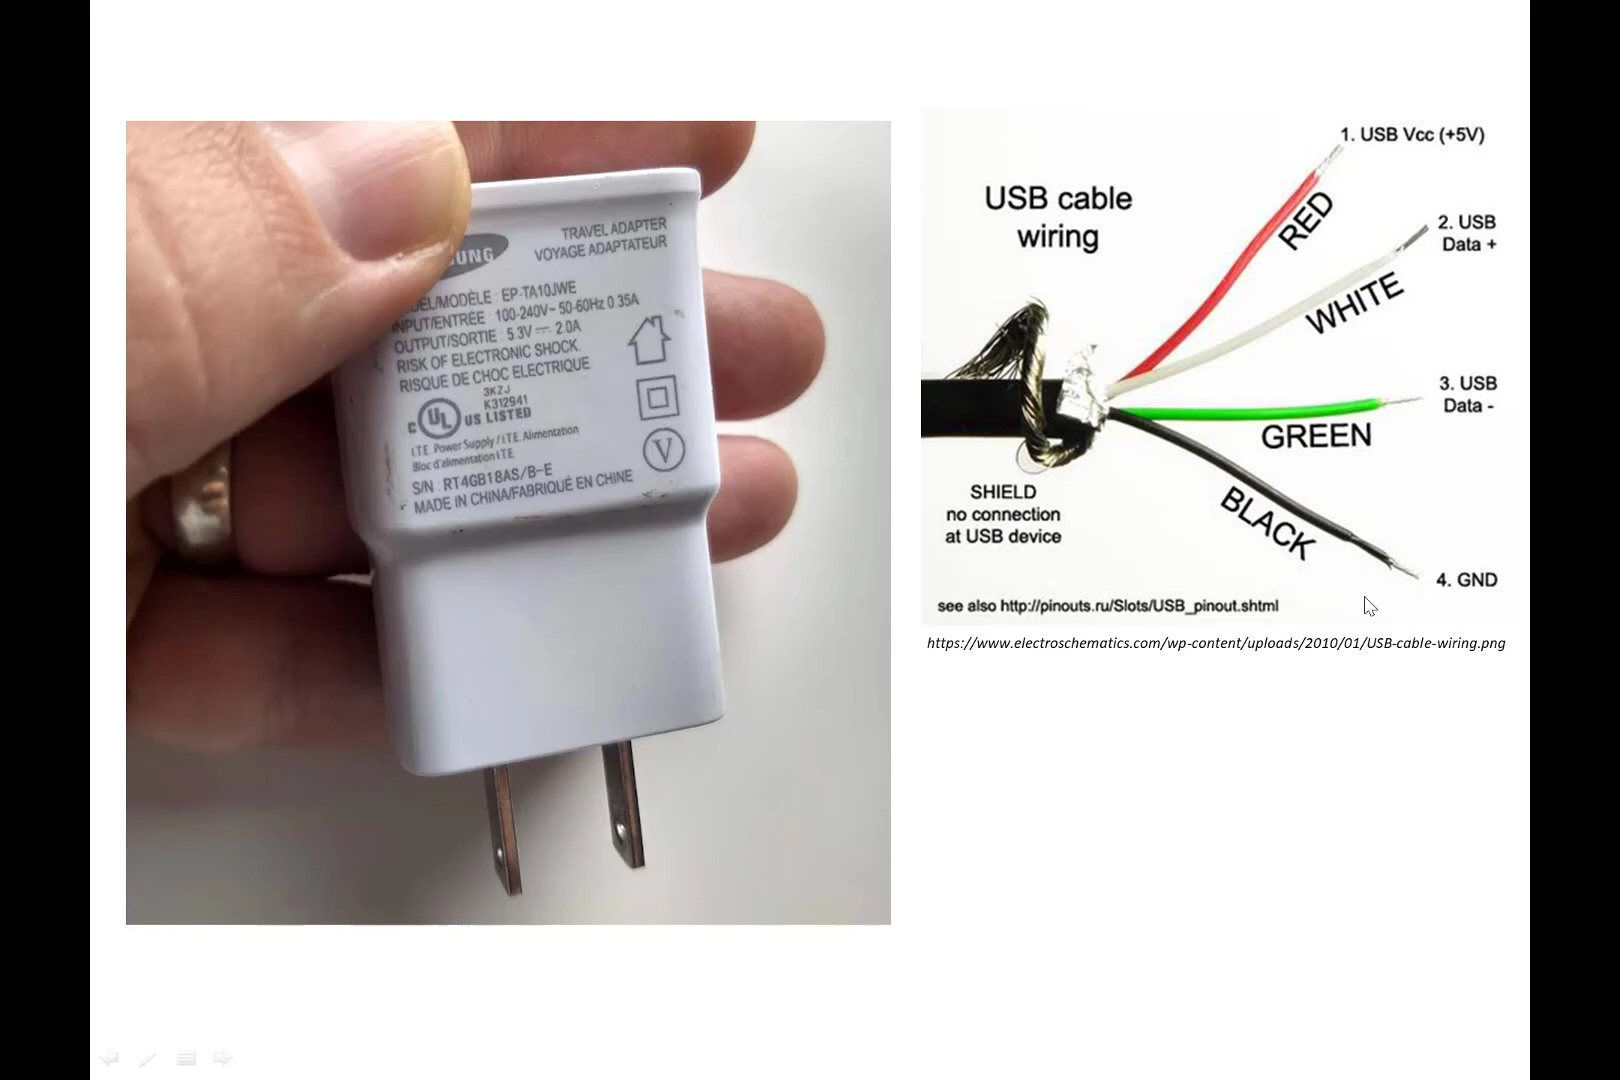 TRAVEL ADAPTER
VOYAGE ADAPTATEUR
EP-TA10JWE
INPUT/ENTRÉE : 100-240V~ 50-60Hz 0.35A
OUTPUT/SORTIE : 5.3V⎓ 2.0A
RISK OF ELECTRONIC SHOCK.
RISQUE DE CHOC ELECTRIQUE
3KZJ
K312941
C UL US LISTED
I.T.E. Power Supply / I.T.E. Alimentation
Bloc d'alimentation I.T.E.
S/N : RT4GB18AS/B-E
MADE IN CHINA/FABRIQUÉ EN CHINE
V
USB cable
wiring
1. USB Vcc (+5V)
RED
2. USB
Data +
WHITE
3. USB
Data -
GREEN
BLACK
4. GND
SHIELD
no connection
at USB device
see also http://pinouts.ru/Slots/USB_pinout.shtml
https://www.electroschematics.com/wp-content/uploads/2010/01/USB-cable-wiring.png